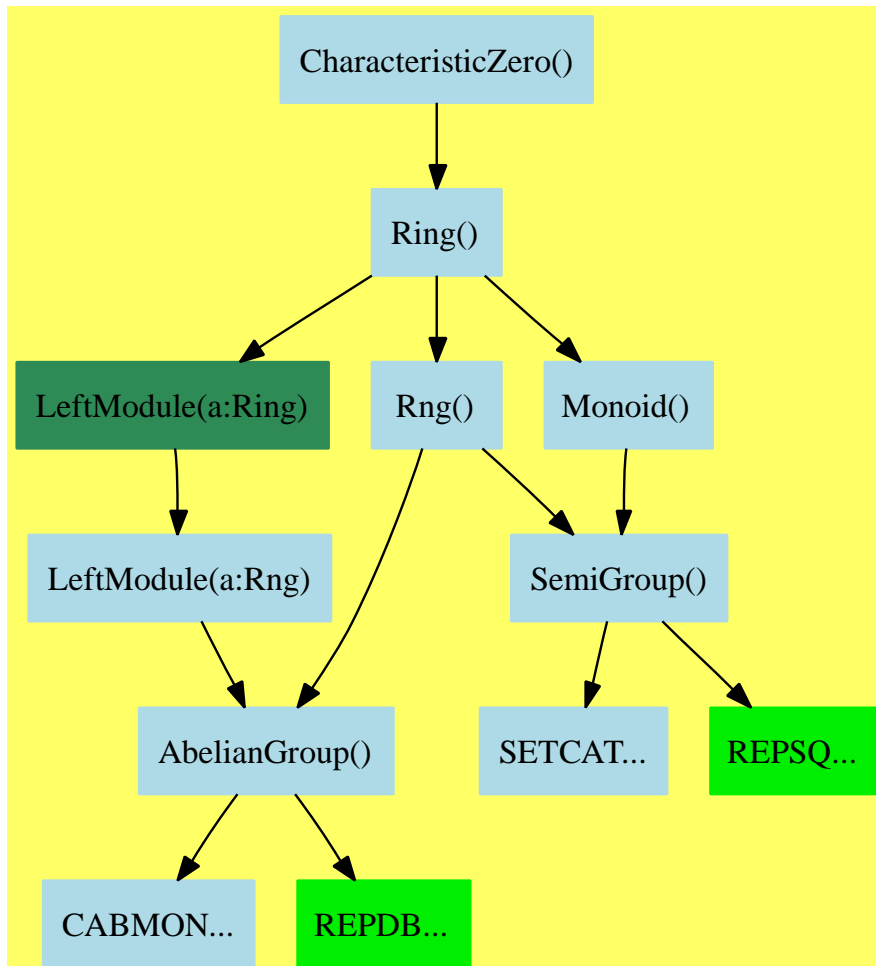 CharacteristicZero()
Ring()
LeftModule(a:Ring)
Rng()
Monoid()
LeftModule(a:Rng)
SemiGroup()
AbelianGroup()
SETCAT...
REPSQ...
CABMON...
REPDB...